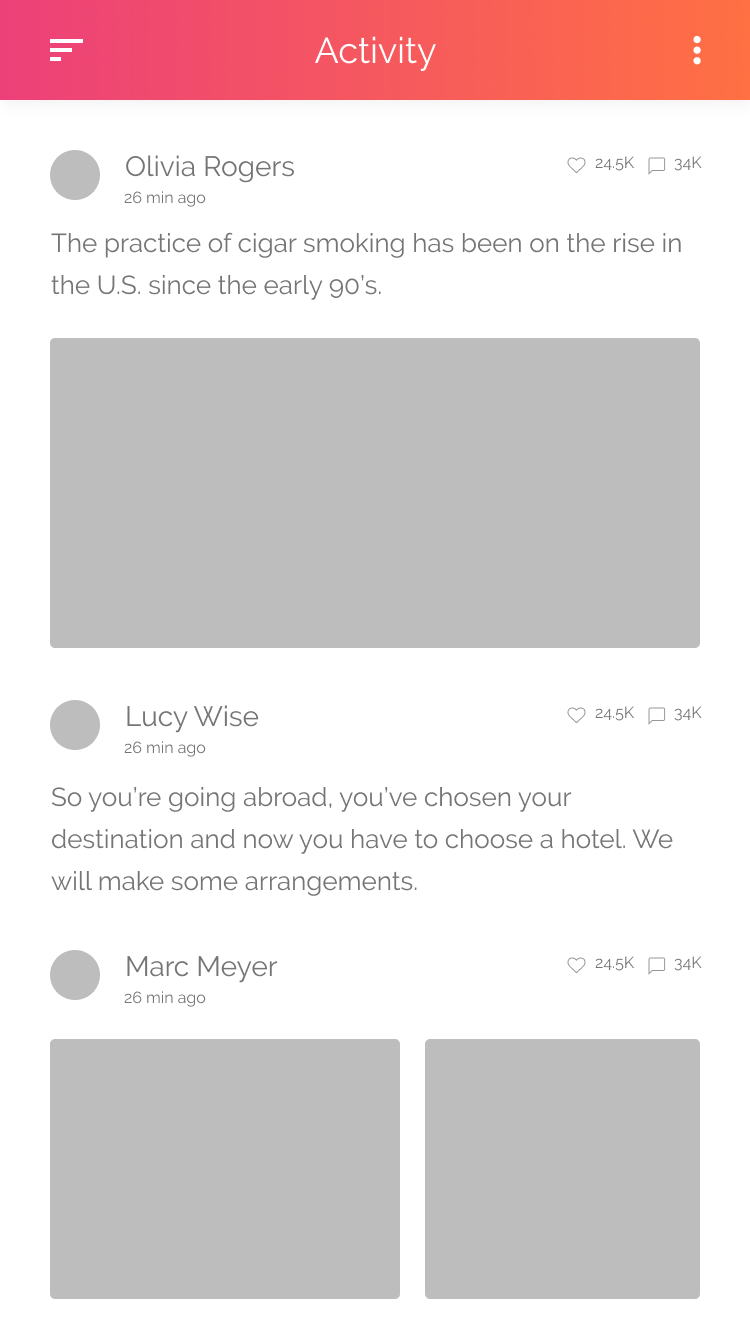 Activity
Olivia Rogers
24.5K 34K
26 min ago
The practice of cigar smoking has been on the rise in
the U.S. since the early 90's.
Lucy Wise
24.5K 34K
26 min ago
So you're going abroad, you've chosen your
destination and now you have to choose a hotel. We
will make some arrangements.
Marc Meyer
24.5K 34K
26 min ago